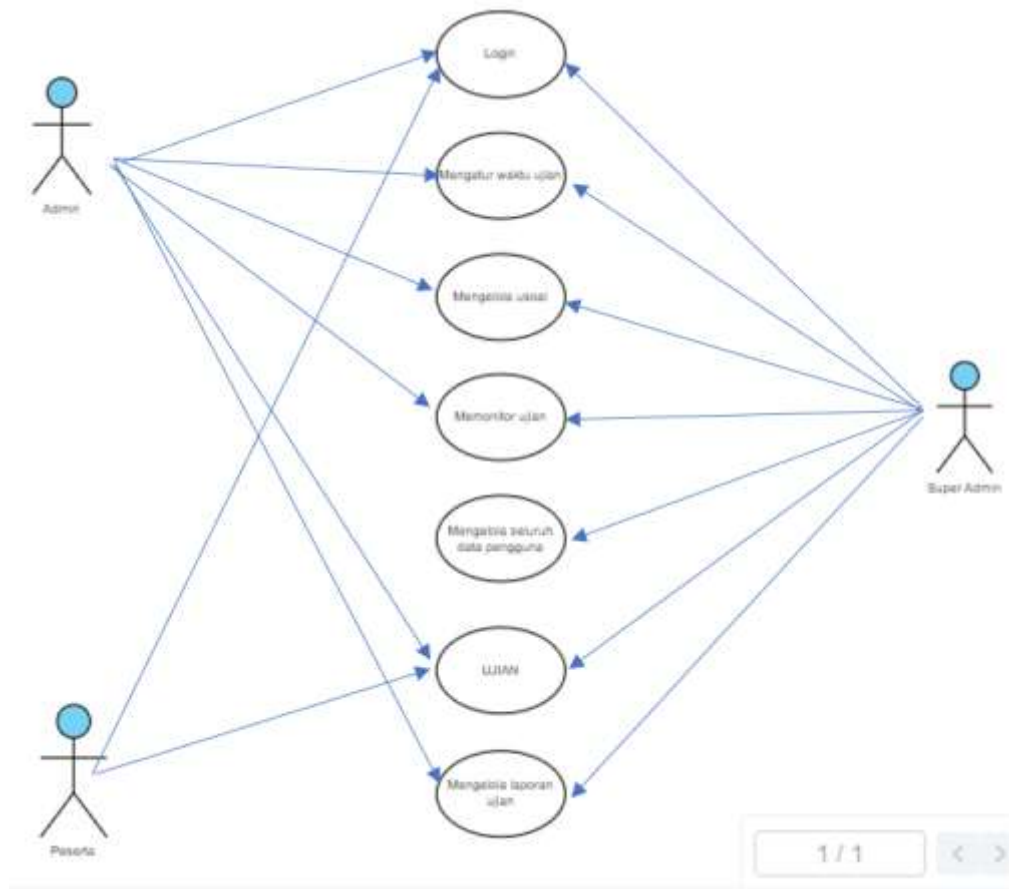 Login
Admin
Mengatur waktu ujian
Mengelola
Memonitor ujian
Super Admin
Mengelola seluruh
data pengguna
UJIAN
Mengelola laporan
ujian
Peserta
1 / 1